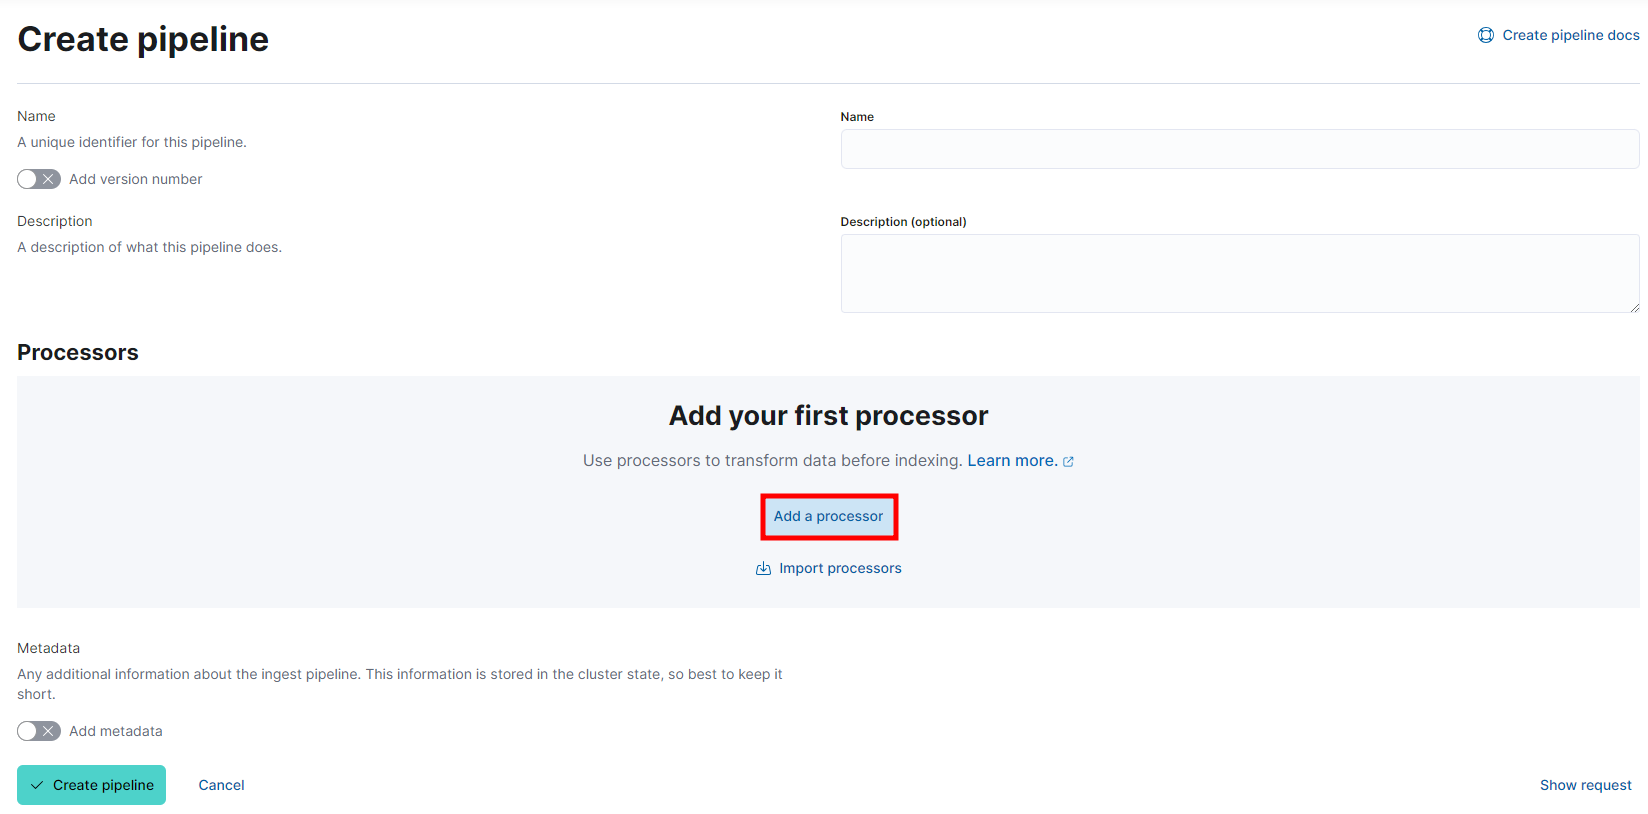 Create pipeline
Create pipeline docs
Name
A unique identifier for this pipeline.
Add version number
Name
Description
A description of what this pipeline does.
Description (optional)
Processors
Add your first processor
Use processors to transform data before indexing. Learn more.
Add a processor
Import processors
Metadata
Any additional information about the ingest pipeline. This information is stored in the cluster state, so best to keep it
short.
Add metadata
Create pipeline
Cancel
Show request